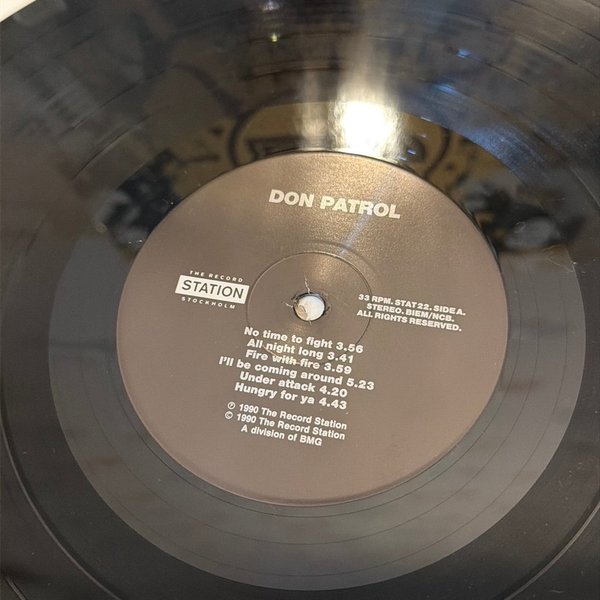 DON PATROL
THE RECORD
STATION
STOCKHOLM
33 RPM. STAT 22. SIDE A.
STEREO. BIEM/NCB.
ALL RIGHTS RESERVED.
No time to fight 3.56
All night long 3.41
Fire with fire 3.59
I'll be coming around 5.23
Under attack 4.20
Hungry for ya 4.43
℗ 1990 The Record Station
© 1990 The Record Station
A division of BMG